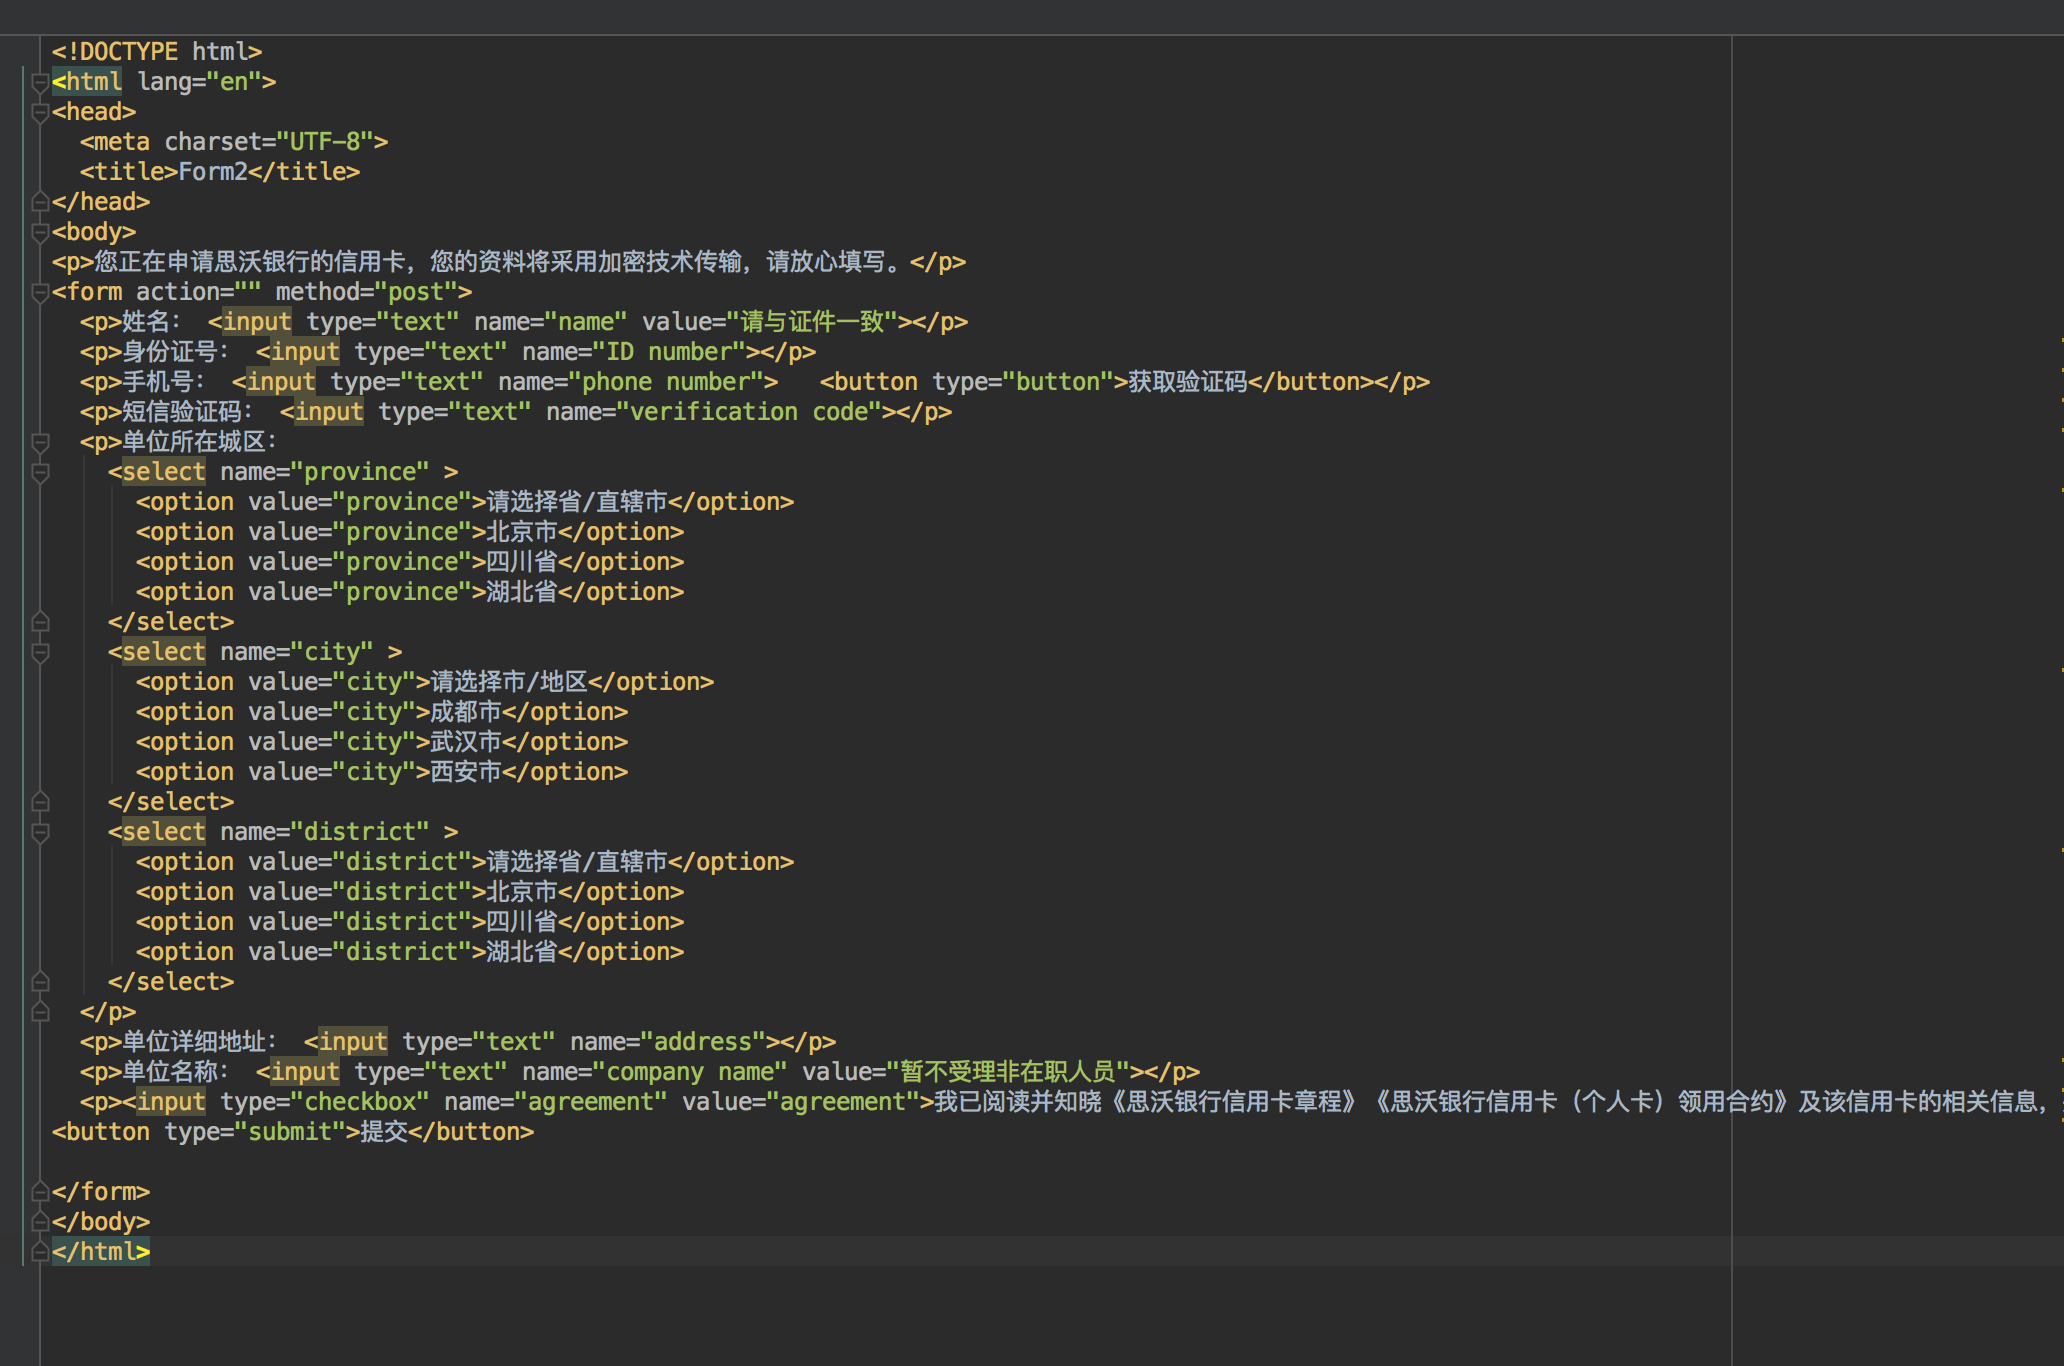 <!DOCTYPE html>
<html lang="en">
<head>
  <meta charset="UTF-8">
  <title>Form2</title>
</head>
<body>
<p>您正在申请思沃银行的信用卡，您的资料将采用加密技术传输，请放心填写。</p>
<form action="" method="post">
  <p>姓名： <input type="text" name="name" value="请与证件一致"></p>
  <p>身份证号： <input type="text" name="ID number"></p>
  <p>手机号： <input type="text" name="phone number">   <button type="button">获取验证码</button></p>
  <p>短信验证码： <input type="text" name="verification code"></p>
  <p>单位所在城区：
    <select name="province" >
      <option value="province">请选择省/直辖市</option>
      <option value="province">北京市</option>
      <option value="province">四川省</option>
      <option value="province">湖北省</option>
    </select>
    <select name="city" >
      <option value="city">请选择市/地区</option>
      <option value="city">成都市</option>
      <option value="city">武汉市</option>
      <option value="city">西安市</option>
    </select>
    <select name="district" >
      <option value="district">请选择省/直辖市</option>
      <option value="district">北京市</option>
      <option value="district">四川省</option>
      <option value="district">湖北省</option>
    </select>
  </p>
  <p>单位详细地址： <input type="text" name="address"></p>
  <p>单位名称： <input type="text" name="company name" value="暂不受理非在职人员"></p>
  <p><input type="checkbox" name="agreement" value="agreement">我已阅读并知晓《思沃银行信用卡章程》《思沃银行信用卡（个人卡）领用合约》及该信用卡的相关信息，
<button type="submit">提交</button>
</form>
</body>
</html>